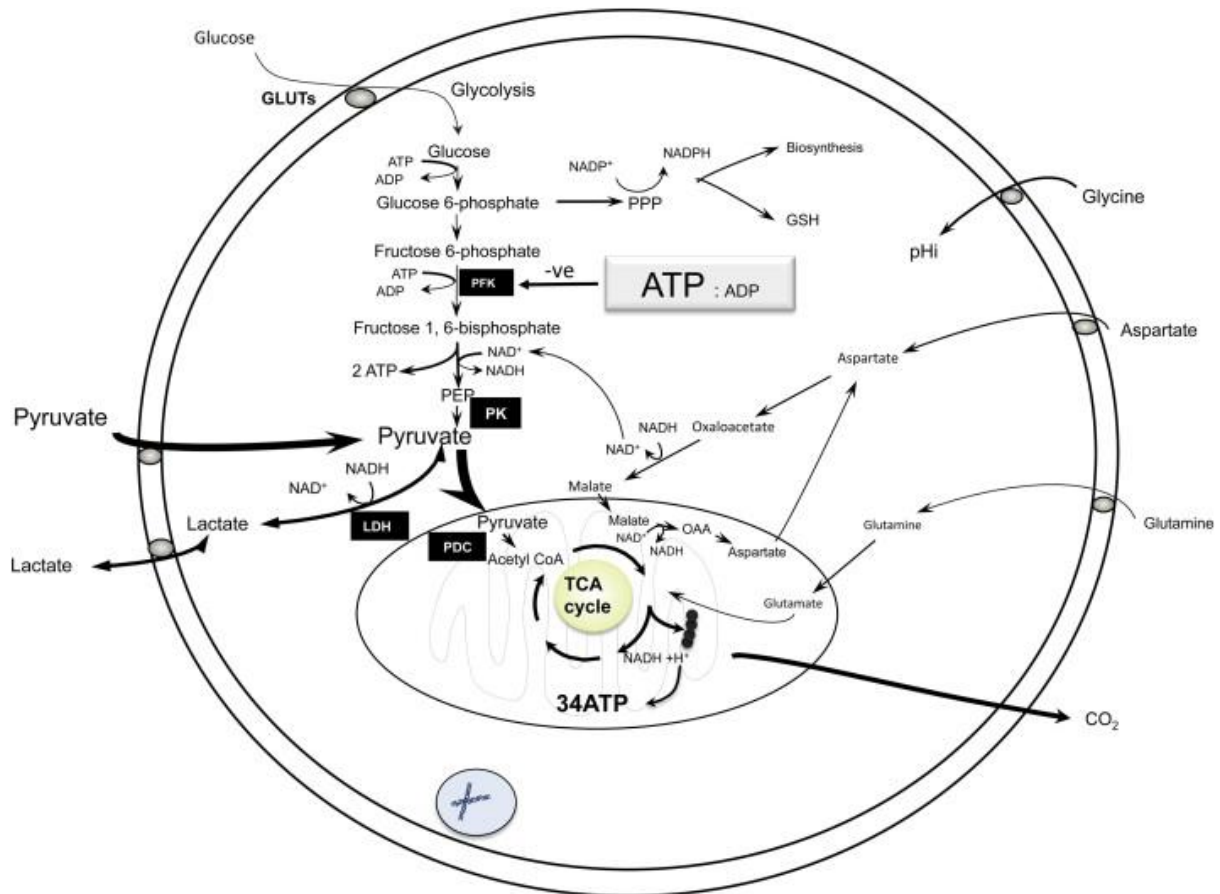 Glucose
GLUTs
Glycolysis
Glucose
ATP
ADP
Glucose 6-phosphate
NADP⁺
NADPH
PPP
Biosynthesis
GSH
Glycine
pHi
Fructose 6-phosphate
ATP
ADP
PFK
-ve
ATP : ADP
Fructose 1, 6-bisphosphate
2 ATP
NAD⁺
NADH
PEP
PK
Pyruvate
Pyruvate
Aspartate
Aspartate
Oxaloacetate
NADH
NAD⁺
Malate
NADH
NAD⁺
LDH
Lactate
Lactate
Pyruvate
PDC
Acetyl CoA
Malate
NAD⁺
NADH
OAA
Aspartate
Glutamine
Glutamine
Glutamate
TCA
cycle
NADH +H⁺
34ATP
CO₂